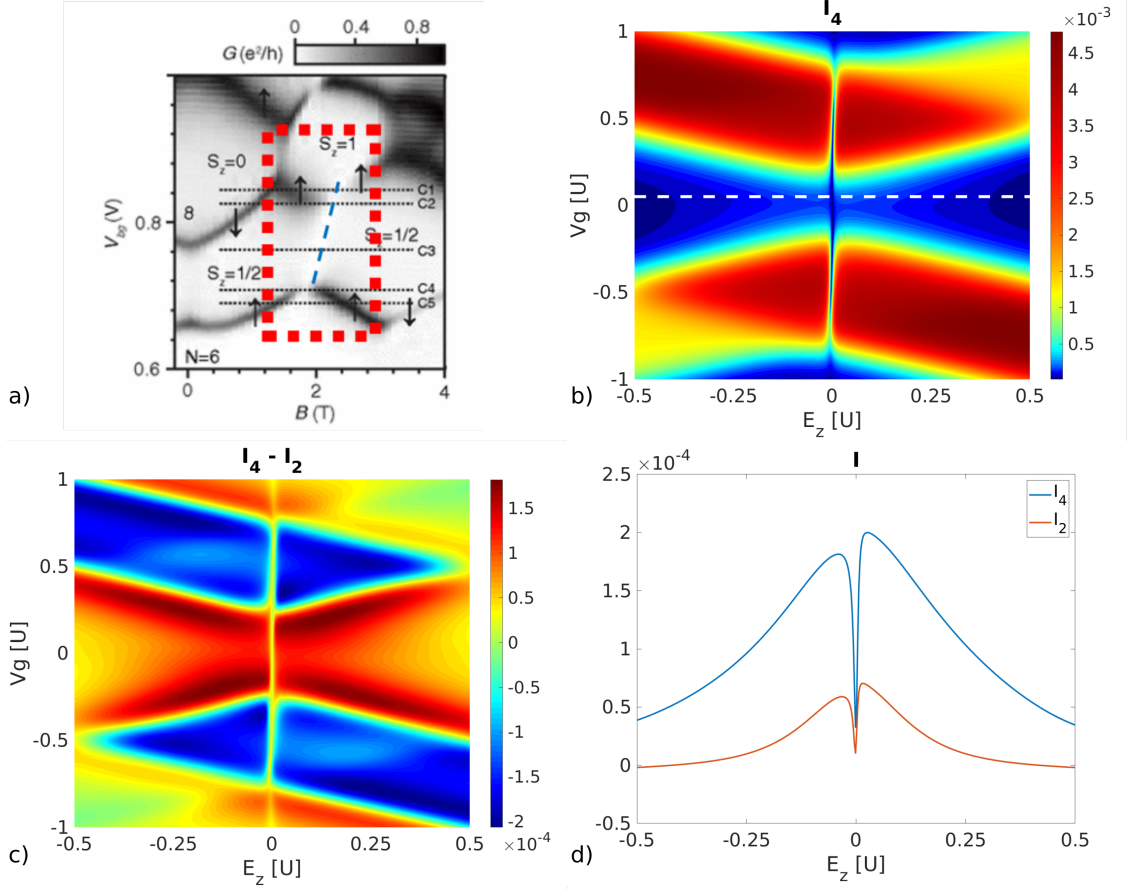 0 0.4 0.8
G (e²/h)
S_z=1
S_z=0
C1
C2
8
0.8
V_bg (V)
S_z=1/2
C3
S_z=1/2
C4
C5
N=6
0.6
0 2 4
B (T)
a)
I₄
×10⁻³
1
0.5
0
-0.5
-1
Vg [U]
4.5
4
3.5
3
2.5
2
1.5
1
0.5
-0.5 -0.25 0 0.25 0.5
E_z [U]
b)
I₄ - I₂
1
0.5
0
-0.5
-1
Vg [U]
1.5
1
0.5
0
-0.5
-1
-1.5
-2
×10⁻⁴
-0.5 -0.25 0 0.25 0.5
E_z [U]
c)
I
×10⁻⁴
2.5
2
1.5
1
0.5
0
-0.5
I₄
I₂
-0.5 -0.25 0 0.25 0.5
E_z [U]
d)